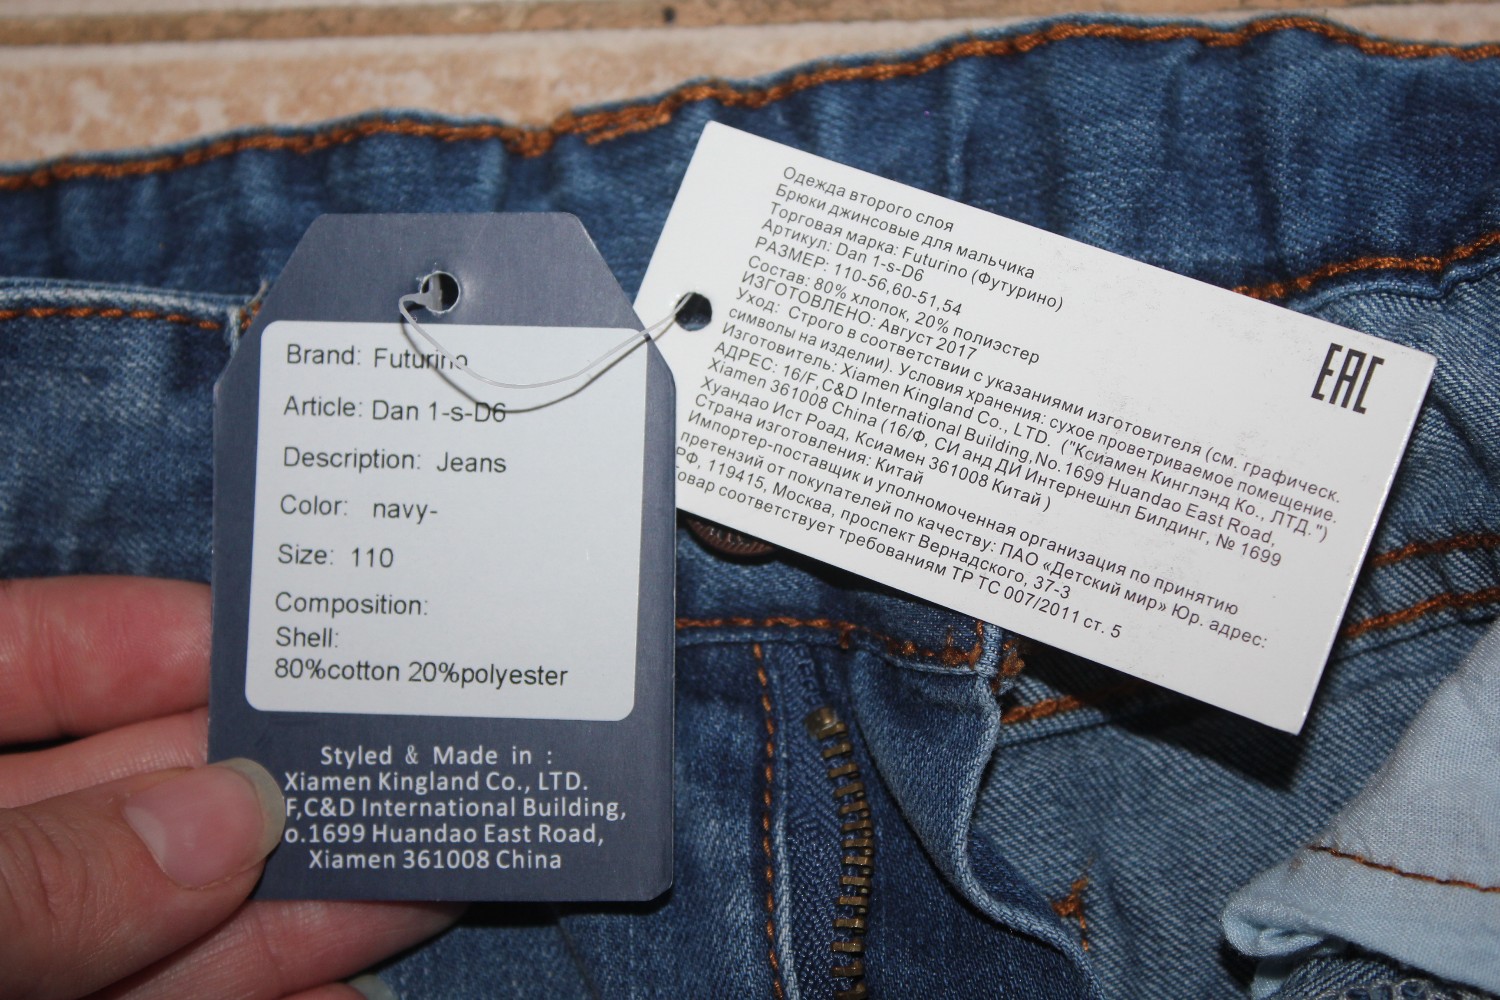 Brand: Futurino
Article: Dan 1-s-D6
Description: Jeans
Color: navy-
Size: 110
Composition:
Shell:
80%cotton 20%polyester
Styled & Made in :
Xiamen Kingland Co., LTD.
F,C&D International Building,
o.1699 Huandao East Road,
Xiamen 361008 China
Одежда второго слоя
Брюки джинсовые для мальчика
Торговая марка: Futurino (Футурино)
Артикул: Dan 1-s-D6
РАЗМЕР: 110-56,60-51,54
Состав: 80% хлопок, 20% полиэстер
ИЗГОТОВЛЕНО: Август 2017
Уход: Строго в соответствии с указаниями изготовителя (см. графическ.
символы на изделии). Условия хранения: сухое проветриваемое помещение.
Изготовитель: Xiamen Kingland Co., LTD. ("Ксиамен Кинглэнд Ко., ЛТД.")
АДРЕС: 16/F,C&D International Building,No.1699 Huandao East Road,
Xiamen 361008 China (16/Ф, СИ анд ДИ Интернешнл Билдинг, № 1699
Хуандао Ист Роад, Ксиамен 361008 Китай )
Страна изготовления: Китай
Импортер-поставщик и уполномоченная организация по принятию
претензий от покупателей по качеству: ПАО «Детский мир» Юр. адрес:
РФ, 119415, Москва, проспект Вернадского, 37-3
овар соответствует требованиям ТР ТС 007/2011 ст. 5
EAC